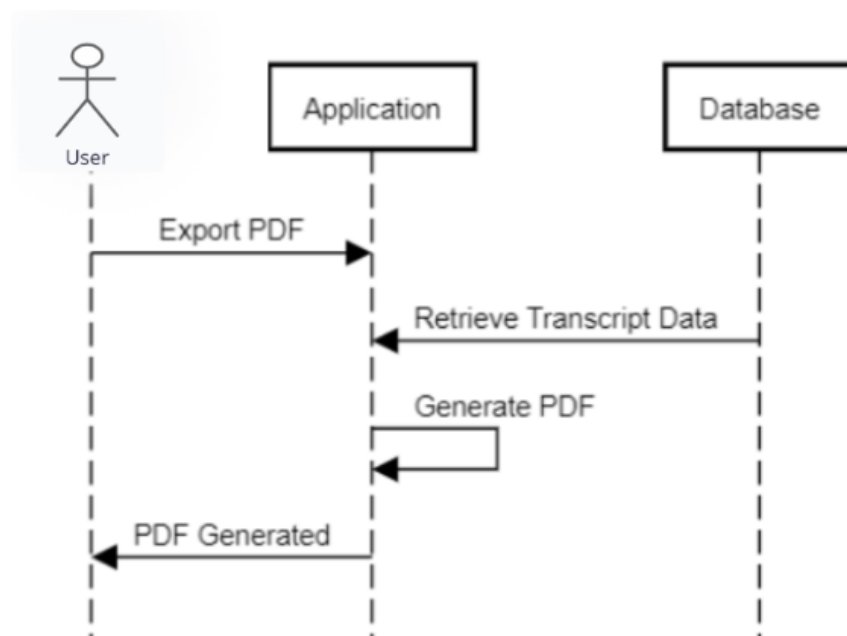 Application
Database
User
Export PDF
Retrieve Transcript Data
Generate PDF
PDF Generated